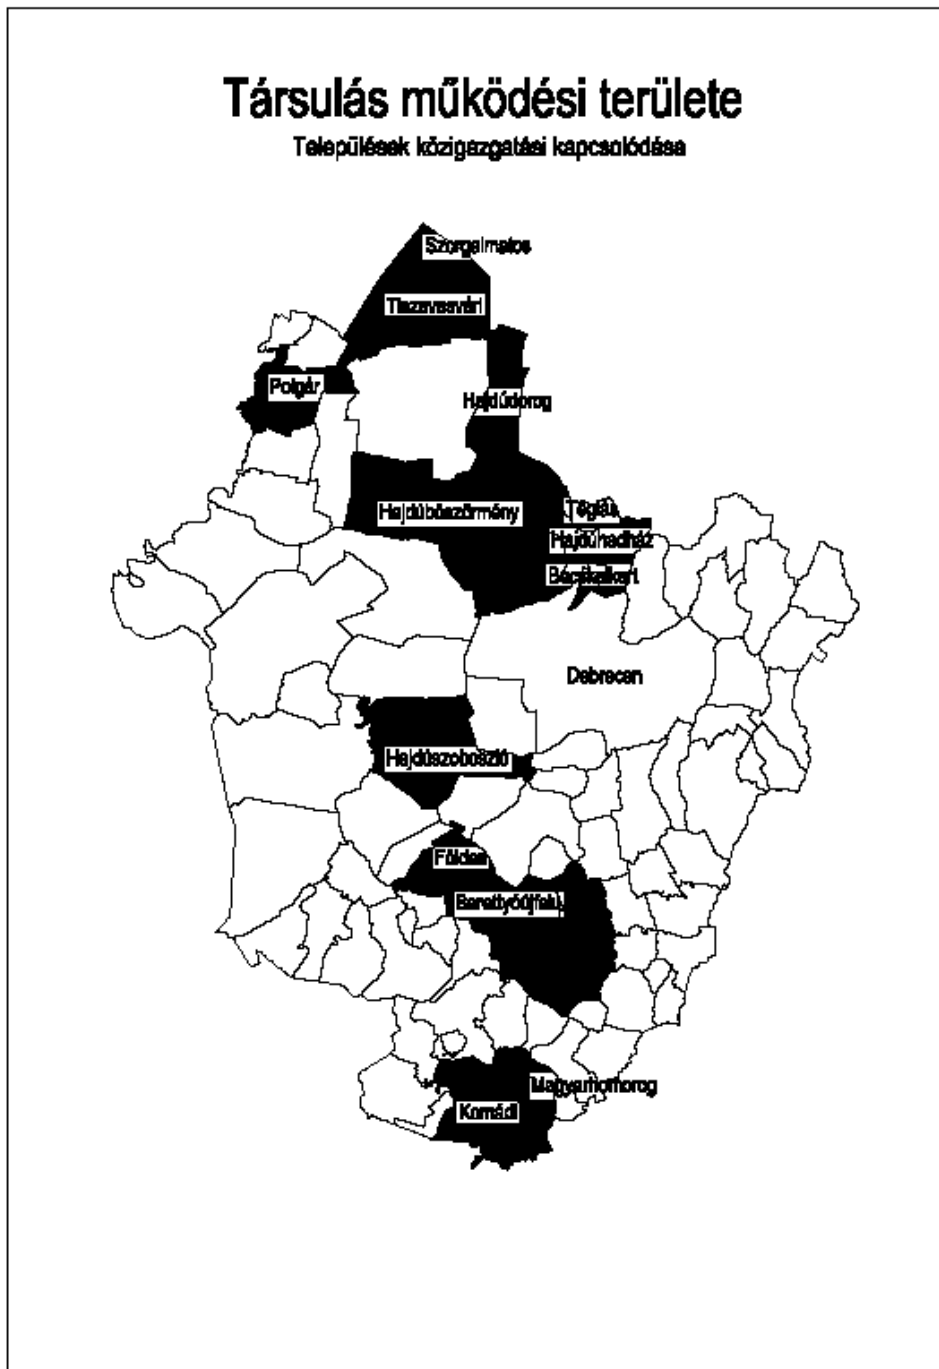 Társulás működési területe
Települések közigazgatási kapcsolódása
Szorgalmatos
Tiszavasvári
Polgár
Hajdúdorog
Hajdúböszörmény
Téglás
Hajdúhadház
Bocskaikert
Debrecen
Hajdúszoboszló
Földes
Berettyóújfalu
Magyarhomorog
Komádi